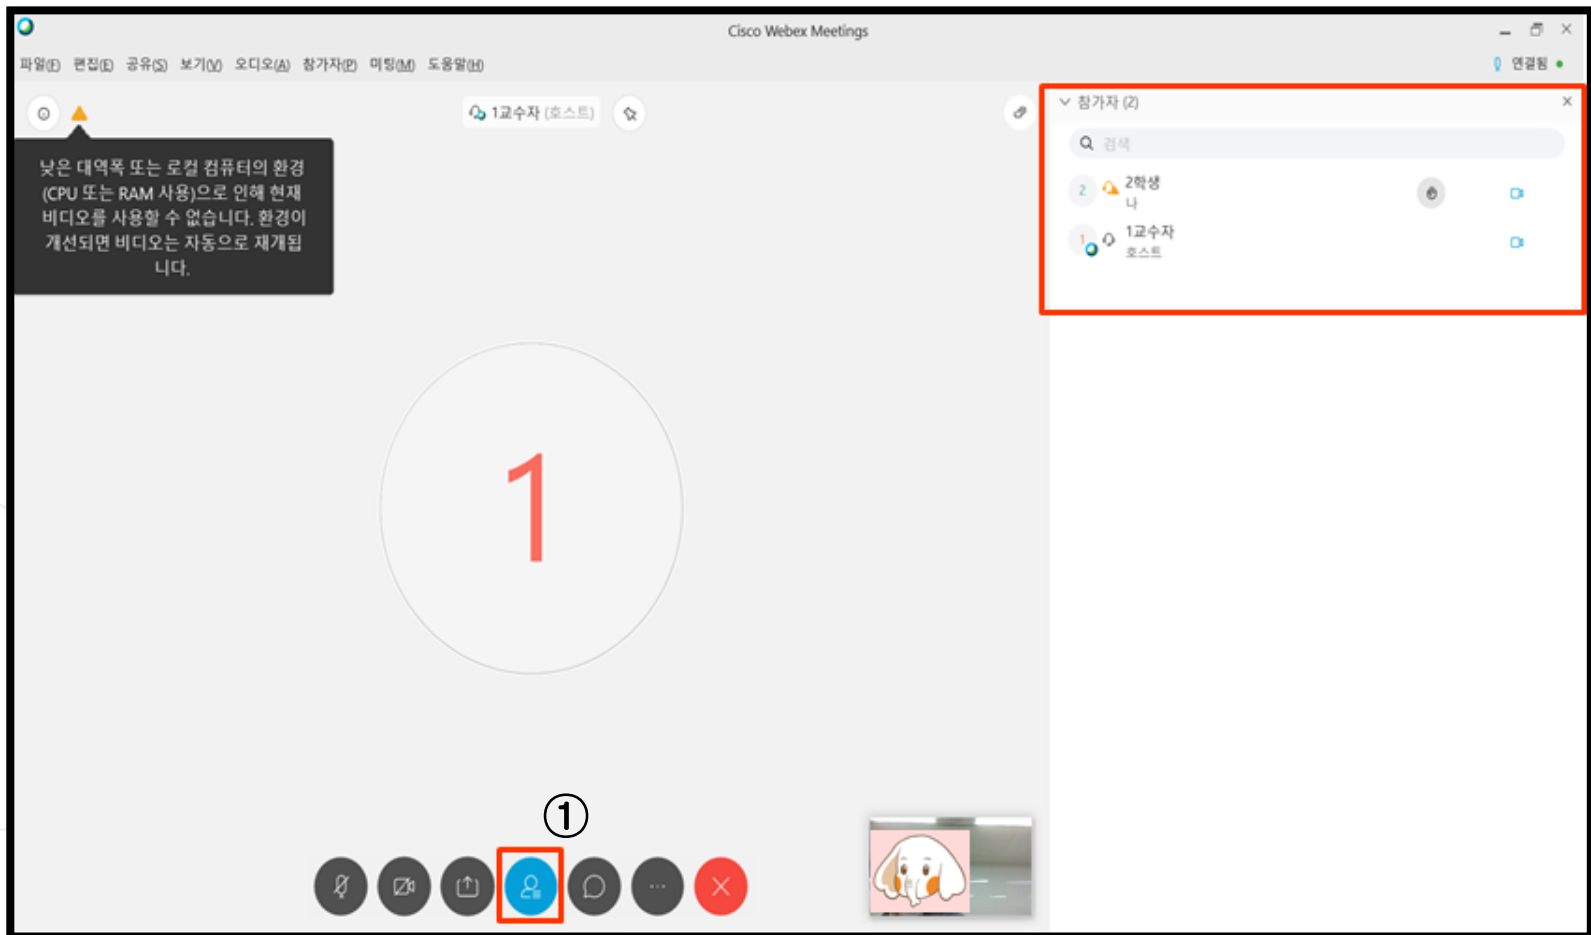 Cisco Webex Meetings
파일(F) 편집(E) 공유(S) 보기(V) 오디오(A) 참가자(P) 미팅(M) 도움말(H)
연결됨
1교수자 (호스트)
낮은 대역폭 또는 로컬 컴퓨터의 환경
(CPU 또는 RAM 사용)으로 인해 현재
비디오를 사용할 수 없습니다. 환경이
개선되면 비디오는 자동으로 재개됩
니다.
참가자 (2)
검색
2
2학생
나
1
1교수자
호스트
1
①